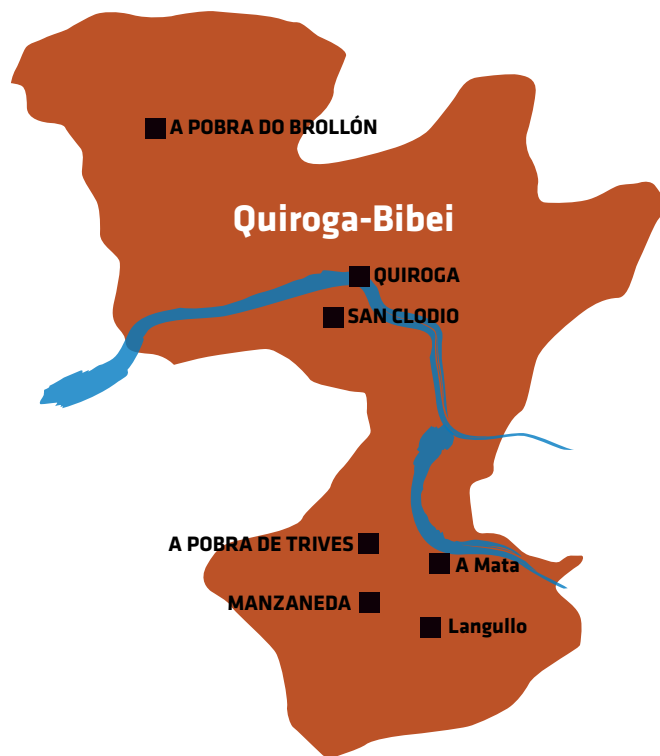 A POBRA DO BROLLÓN
Quiroga-Bibei
QUIROGA
SAN CLODIO
A POBRA DE TRIVES
A Mata
MANZANEDA
Langullo